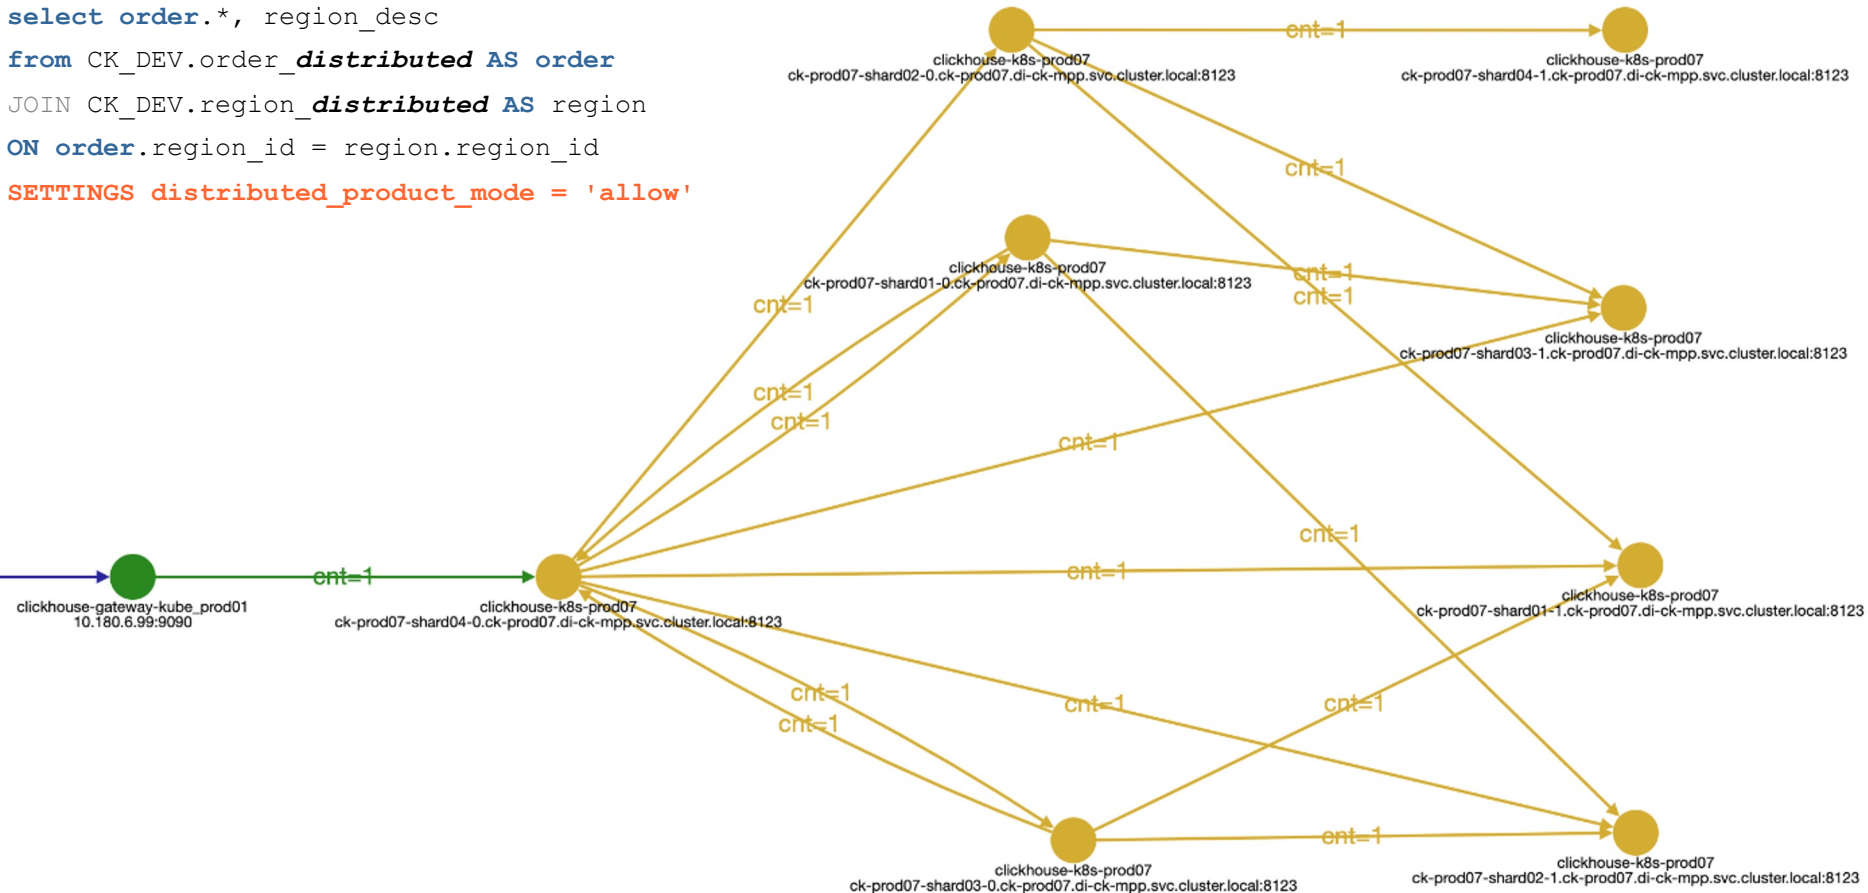 select order.*, region_desc
from CK_DEV.order_distributed AS order
JOIN CK_DEV.region_distributed AS region
ON order.region_id = region.region_id
SETTINGS distributed_product_mode = 'allow'
cnt=1
clickhouse-k8s-prod07
ck-prod07-shard02-0.ck-prod07.di-ck-mpp.svc.cluster.local:8123
clickhouse-k8s-prod07
ck-prod07-shard04-1.ck-prod07.di-ck-mpp.svc.cluster.local:8123
cnt=1
clickhouse-k8s-prod07
ck-prod07-shard01-0.ck-prod07.di-ck-mpp.svc.cluster.local:8123
cnt=1
cnt=1
cnt=1
clickhouse-k8s-prod07
ck-prod07-shard03-1.ck-prod07.di-ck-mpp.svc.cluster.local:8123
cnt=1
cnt=1
cnt=1
cnt=1
cnt=1
cnt=1
clickhouse-gateway-kube_prod01
10.180.6.99:9090
clickhouse-k8s-prod07
ck-prod07-shard04-0.ck-prod07.di-ck-mpp.svc.cluster.local:8123
clickhouse-k8s-prod07
ck-prod07-shard01-1.ck-prod07.di-ck-mpp.svc.cluster.local:8123
cnt=1
cnt=1
cnt=1
cnt=1
cnt=1
clickhouse-k8s-prod07
ck-prod07-shard03-0.ck-prod07.di-ck-mpp.svc.cluster.local:8123
clickhouse-k8s-prod07
ck-prod07-shard02-1.ck-prod07.di-ck-mpp.svc.cluster.local:8123